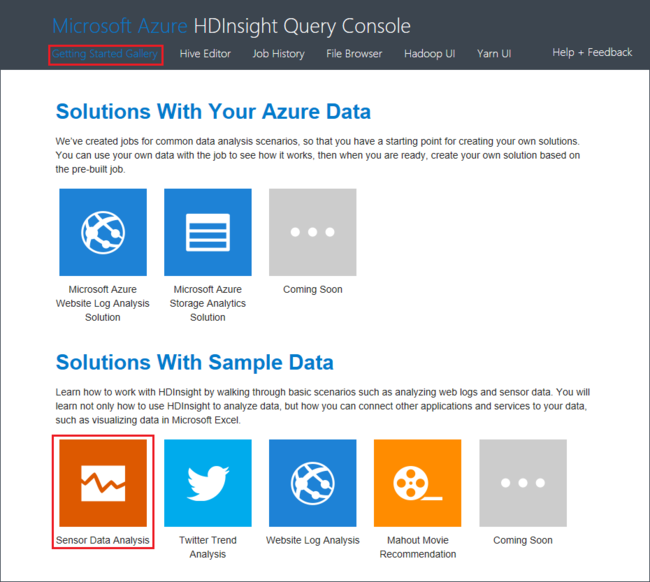 Microsoft Azure HDInsight Query Console
Getting Started Gallery Hive Editor Job History File Browser Hadoop UI Yarn UI Help + Feedback
Solutions With Your Azure Data
We've created jobs for common data analysis scenarios, so that you have a starting point for creating your own solutions.
You can use your own data with the job to see how it works, then when you are ready, create your own solution based on
the pre-built job.
Microsoft Azure
Website Log Analysis
Solution
Microsoft Azure
Storage Analytics
Solution
Coming Soon
Solutions With Sample Data
Learn how to work with HDInsight by walking through basic scenarios such as analyzing web logs and sensor data. You will
learn not only how to use HDInsight to analyze data, but how you can connect other applications and services to your data,
such as visualizing data in Microsoft Excel.
Sensor Data Analysis
Twitter Trend
Analysis
Website Log Analysis
Mahout Movie
Recommendation
Coming Soon